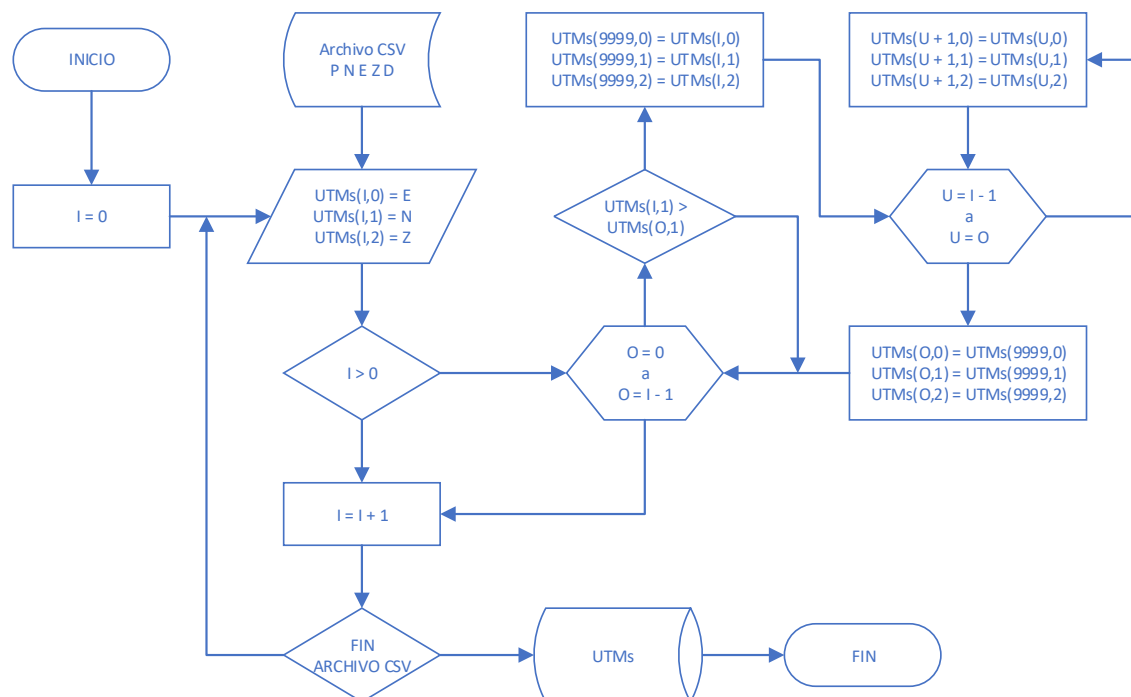 INICIO
I = 0
Archivo CSV
P N E Z D
UTMs(I,0) = E
UTMs(I,1) = N
UTMs(I,2) = Z
I > 0
I = I + 1
FIN
ARCHIVO CSV
UTMs(9999,0) = UTMs(I,0)
UTMs(9999,1) = UTMs(I,1)
UTMs(9999,2) = UTMs(I,2)
UTMs(I,1) >
UTMs(O,1)
O = 0
a
O = I - 1
UTMs(U + 1,0) = UTMs(U,0)
UTMs(U + 1,1) = UTMs(U,1)
UTMs(U + 1,2) = UTMs(U,2)
U = I - 1
a
U = O
UTMs(O,0) = UTMs(9999,0)
UTMs(O,1) = UTMs(9999,1)
UTMs(O,2) = UTMs(9999,2)
UTMs
FIN